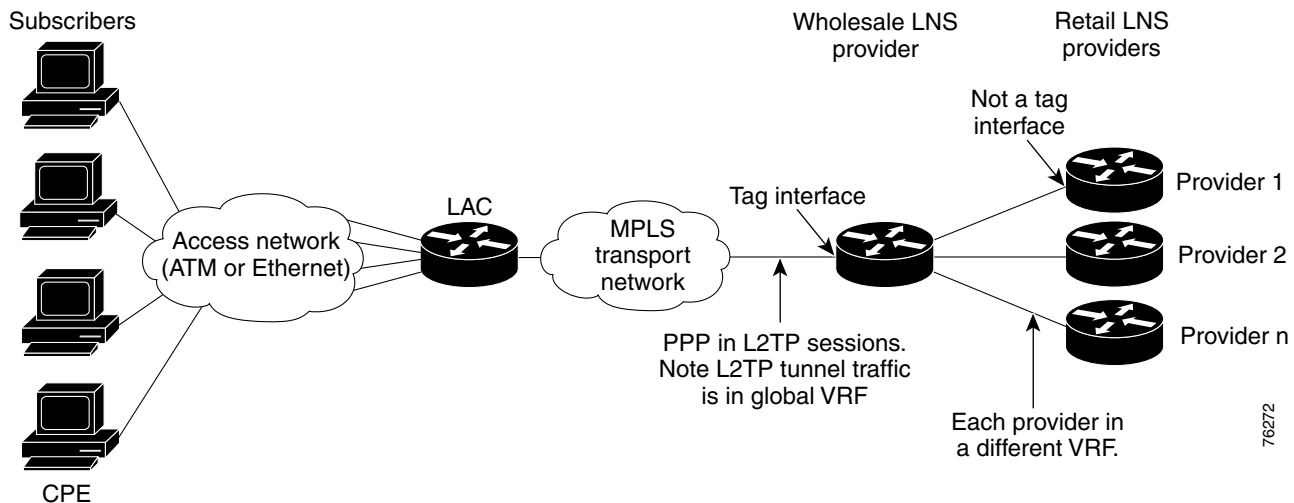 Subscribers
Wholesale LNS
provider
Retail LNS
providers
Not a tag
interface
Provider 1
LAC
Tag interface
Access network
(ATM or Ethernet)
MPLS
transport
network
Provider 2
Provider n
PPP in L2TP sessions.
Note L2TP tunnel traffic
is in global VRF
Each provider in
a different VRF.
76272
CPE